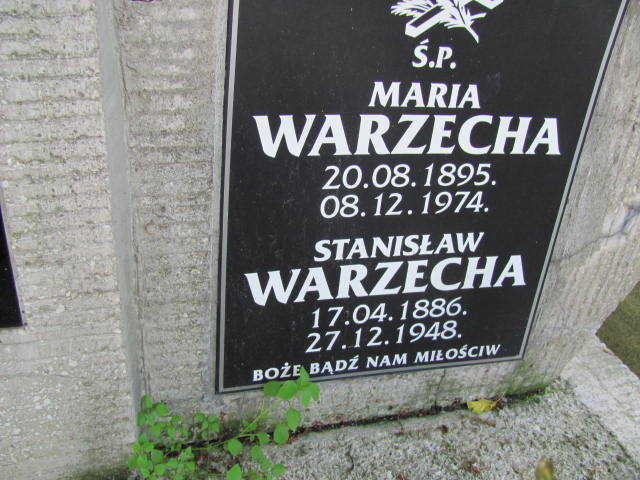 Ś.P.
MARIA
WARZECHA
20.08.1895.
08.12.1974.
STANISŁAW
WARZECHA
17.04.1886.
27.12.1948.
BOŻE BĄDŹ NAM MIŁOŚCIW